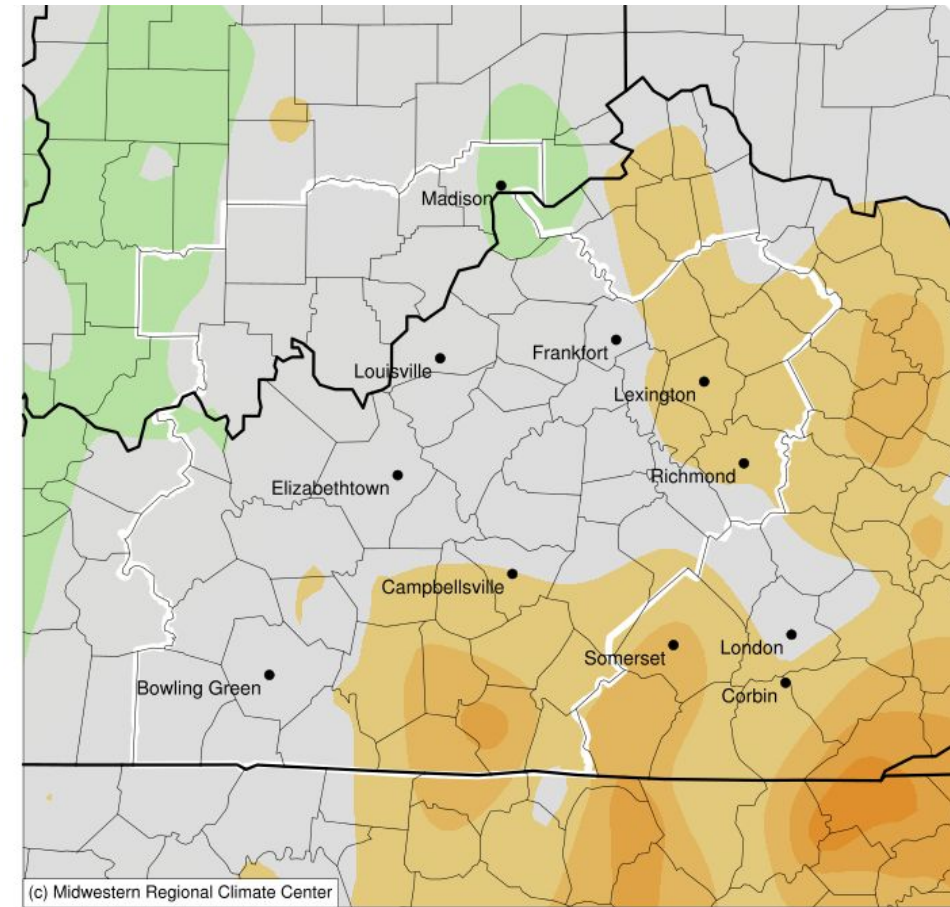 Madison
Louisville
Frankfort
Lexington
Elizabethtown
Richmond
Campbellsville
Somerset
London
Bowling Green
Corbin
(c) Midwestern Regional Climate Center